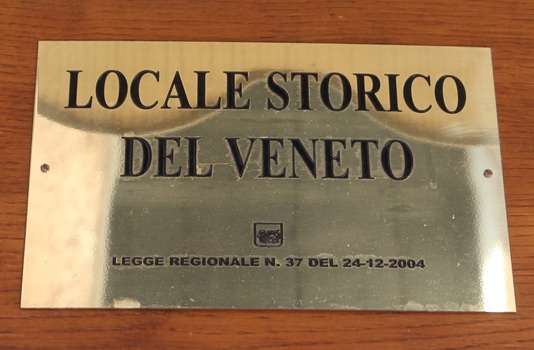 LOCALE STORICO
DEL VENETO
LEGGE REGIONALE N. 37 DEL 24-12-2004